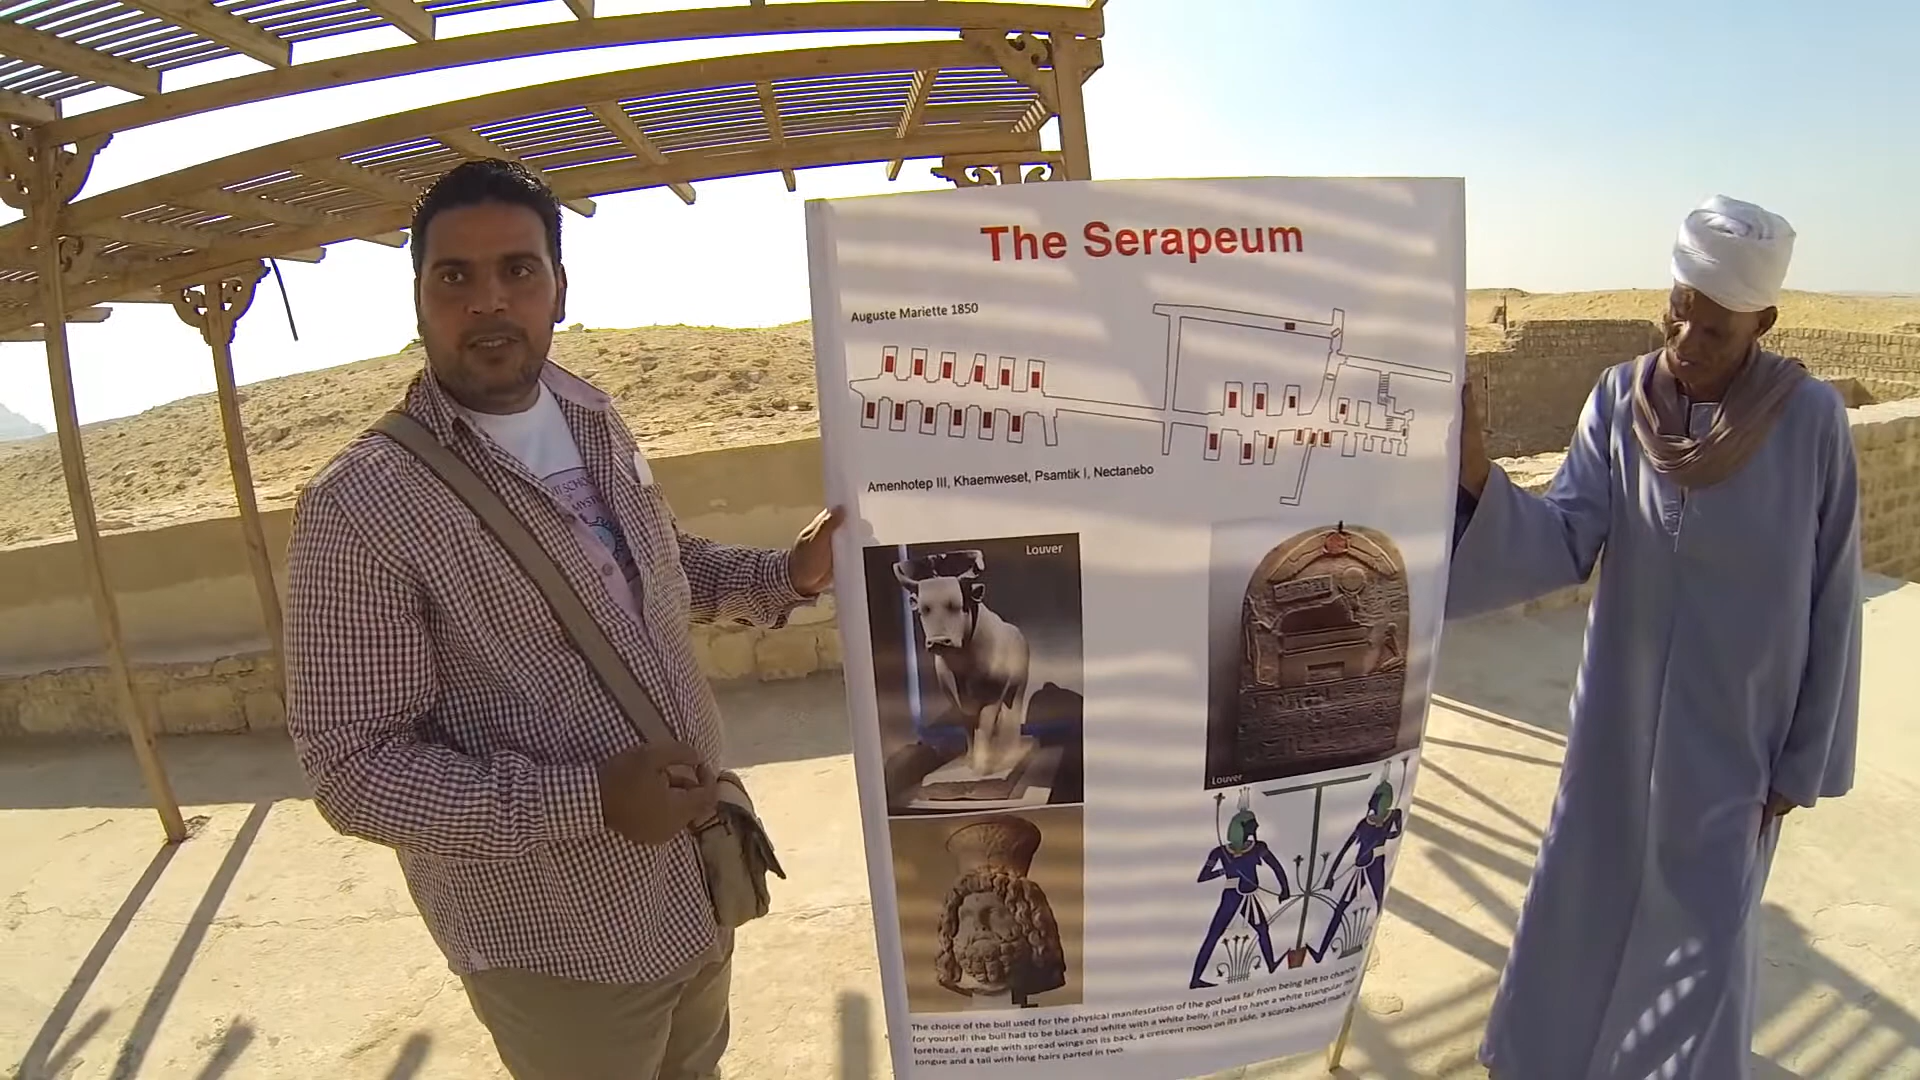 The Serapeum
Auguste Mariette 1850
Amenhotep III, Khaemweset, Psamtik I, Nectanebo
Louver
Louver
The choice of the bull used for the physical manifestation of the god was far from being left to chance.
for yourself: the bull had to be black and white with a white belly, it had to have a white triangular
forehead, an eagle with spread wings on its back, a crescent moon on its side, a scarab-shaped mark
tongue and a tail with long hairs parted in two